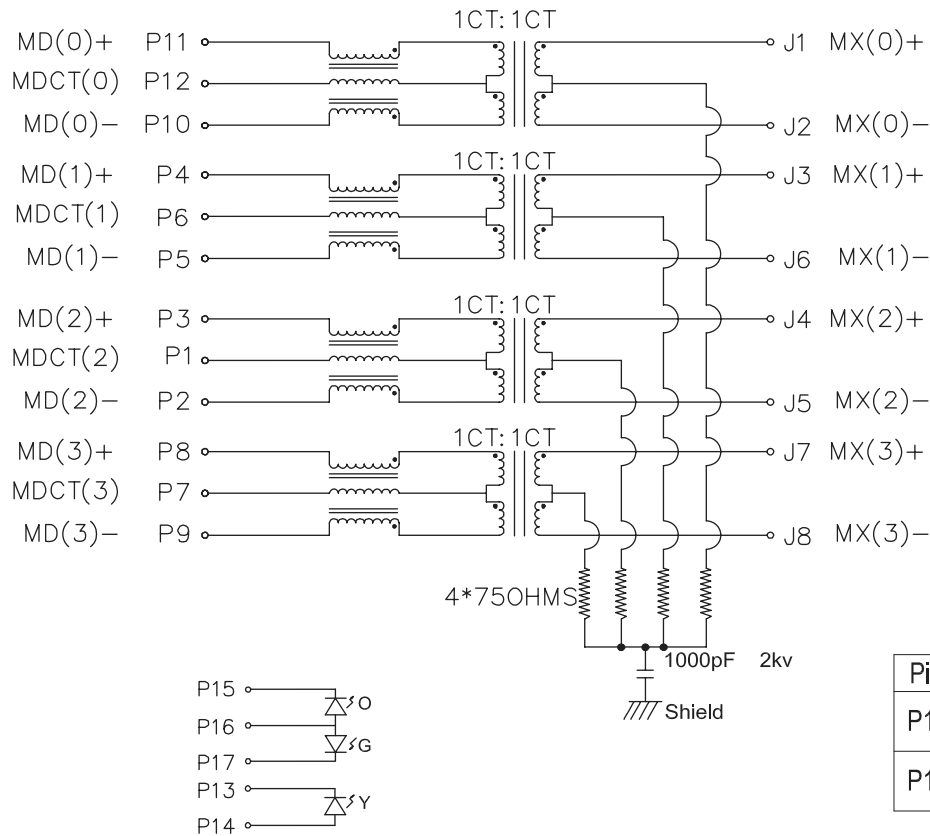 1CT: 1CT
MD(0)+ P11 J1 MX(0)+
MDCT(0) P12
MD(0)− P10 J2 MX(0)−
1CT: 1CT
MD(1)+ P4 J3 MX(1)+
MDCT(1) P6
MD(1)− P5 J6 MX(1)−
1CT: 1CT
MD(2)+ P3 J4 MX(2)+
MDCT(2) P1
MD(2)− P2 J5 MX(2)−
1CT: 1CT
MD(3)+ P8 J7 MX(3)+
MDCT(3) P7
MD(3)− P9 J8 MX(3)−
4*75OHMS
1000pF 2kv
Shield
P15
O
P16
G
P17
P13
Y
P14
Pi
P1
P1